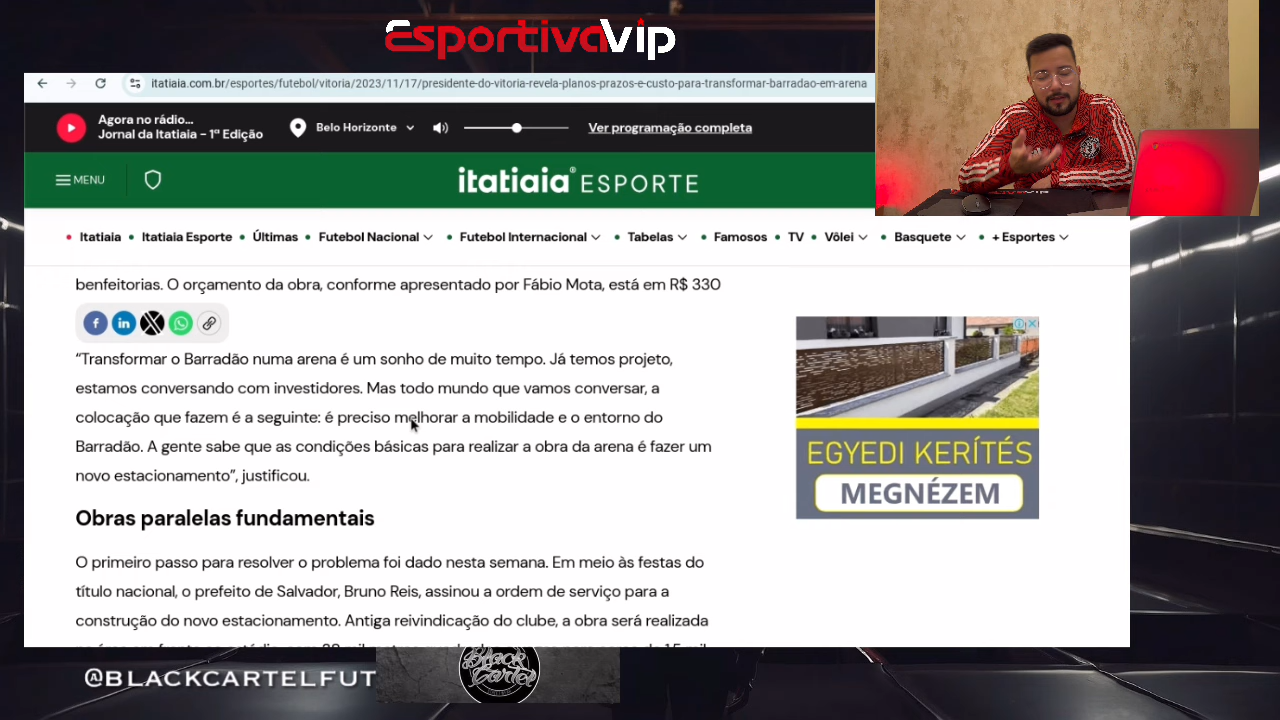 EsportivaVip
itatiaia.com.br/esportes/futebol/vitoria/2023/11/17/presidente-do-vitoria-revela-planos-prazos-e-custo-para-transformar-barradao-em-arena
Agora no rádio...
Jornal da Itatiaia - 1ª Edição
Belo Horizonte
Ver programação completa
MENU
itatiaia® ESPORTE
Itatiaia • Itatiaia Esporte • Últimas • Futebol Nacional • Futebol Internacional • Tabelas • Famosos • TV • Vôlei • Basquete • + Esportes
benfeitorias. O orçamento da obra, conforme apresentado por Fábio Mota, está em R$ 330
“Transformar o Barradão numa arena é um sonho de muito tempo. Já temos projeto,
estamos conversando com investidores. Mas todo mundo que vamos conversar, a
colocação que fazem é a seguinte: é preciso melhorar a mobilidade e o entorno do
Barradão. A gente sabe que as condições básicas para realizar a obra da arena é fazer um
novo estacionamento”, justificou.
EGYEDI KERÍTÉS
MEGNÉZEM
Obras paralelas fundamentais
O primeiro passo para resolver o problema foi dado nesta semana. Em meio às festas do
título nacional, o prefeito de Salvador, Bruno Reis, assinou a ordem de serviço para a
construção do novo estacionamento. Antiga reivindicação do clube, a obra será realizada
@BLACKCARTELFUT
Black
Cartel